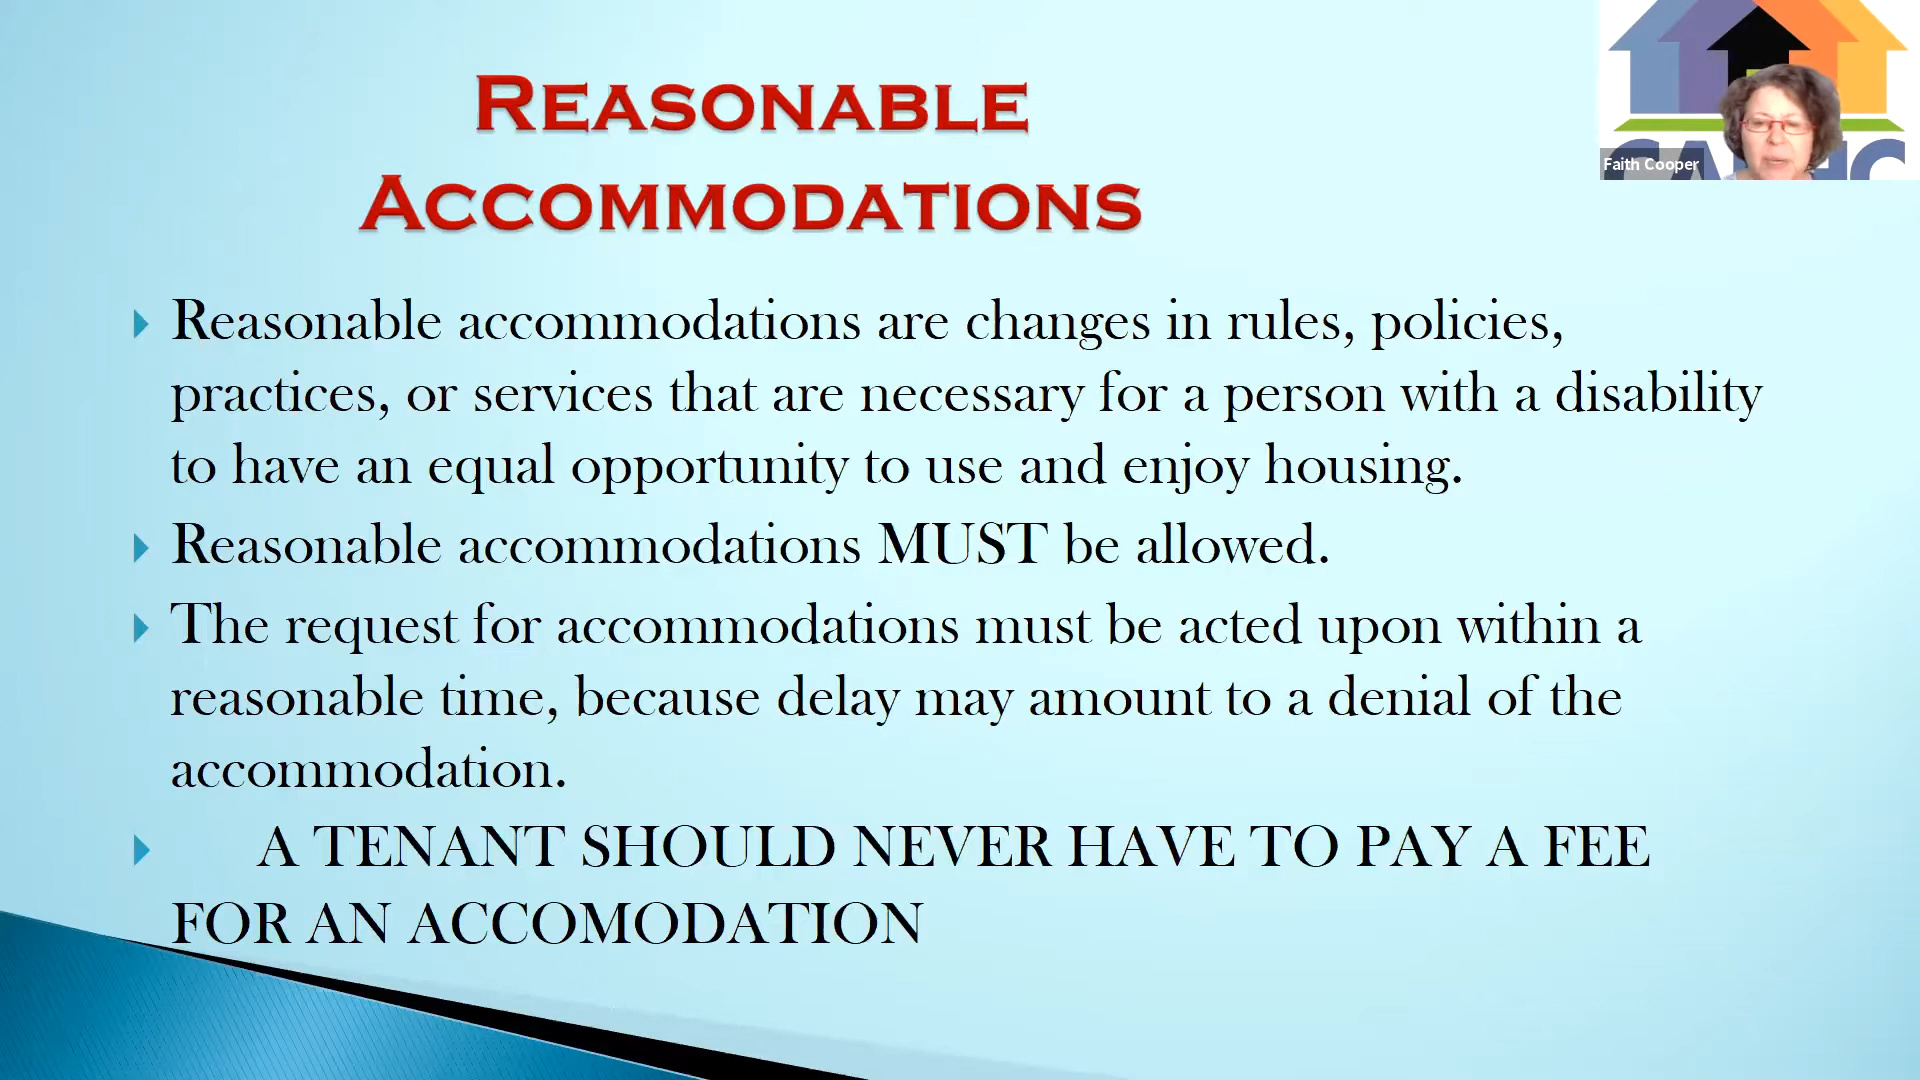 REASONABLE
ACCOMMODATIONS
Faith Cooper
Reasonable accommodations are changes in rules, policies,
practices, or services that are necessary for a person with a disability
to have an equal opportunity to use and enjoy housing.
Reasonable accommodations MUST be allowed.
The request for accommodations must be acted upon within a
reasonable time, because delay may amount to a denial of the
accommodation.
A TENANT SHOULD NEVER HAVE TO PAY A FEE
FOR AN ACCOMODATION